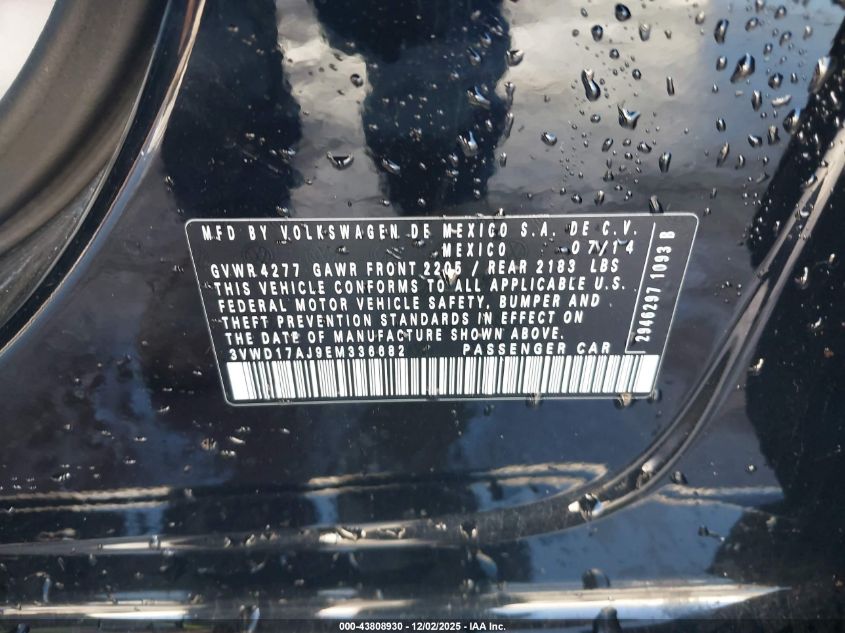 MFD BY VOLKSWAGEN DE MEXICO S.A. DE C.V.
MEXICO 07/14
GVWR 4277 GAWR FRONT 2205 / REAR 2183 LBS
THIS VEHICLE CONFORMS TO ALL APPLICABLE U.S.
FEDERAL MOTOR VEHICLE SAFETY, BUMPER AND
THEFT PREVENTION STANDARDS IN EFFECT ON
THE DATE OF MANUFACTURE SHOWN ABOVE.
3VWD17AJ9EM336682 PASSENGER CAR
2946297 1093 B
000-43808930 - 12/02/2025 - IAA Inc.